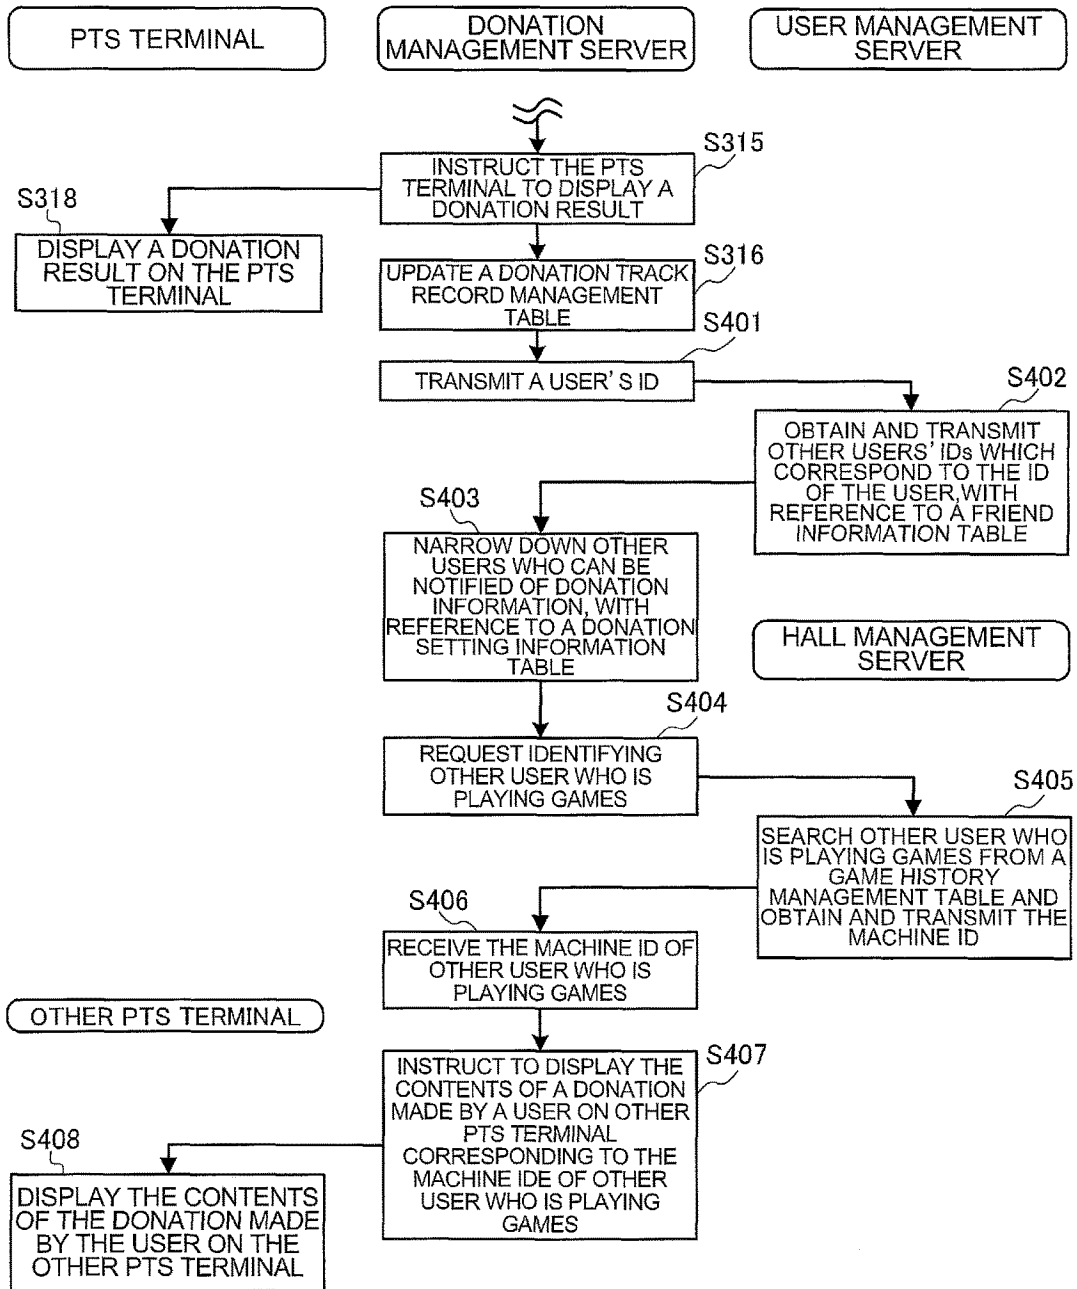 PTS TERMINAL
DONATION
MANAGEMENT SERVER
USER MANAGEMENT
SERVER
S315
INSTRUCT THE PTS
TERMINAL TO DISPLAY A
DONATION RESULT
S318
DISPLAY A DONATION
RESULT ON THE PTS
TERMINAL
S316
UPDATE A DONATION TRACK
RECORD MANAGEMENT
TABLE
S401
TRANSMIT A USER'S ID
S402
OBTAIN AND TRANSMIT
OTHER USERS' IDs WHICH
CORRESPOND TO THE ID
OF THE USER, WITH
REFERENCE TO A FRIEND
INFORMATION TABLE
S403
NARROW DOWN OTHER
USERS WHO CAN BE
NOTIFIED OF DONATION
INFORMATION, WITH
REFERENCE TO A DONATION
SETTING INFORMATION
TABLE
HALL MANAGEMENT
SERVER
S404
REQUEST IDENTIFYING
OTHER USER WHO IS
PLAYING GAMES
S405
SEARCH OTHER USER WHO
IS PLAYING GAMES FROM A
GAME HISTORY
MANAGEMENT TABLE AND
OBTAIN AND TRANSMIT THE
MACHINE ID
S406
RECEIVE THE MACHINE ID OF
OTHER USER WHO IS
PLAYING GAMES
OTHER PTS TERMINAL
S407
INSTRUCT TO DISPLAY THE
CONTENTS OF A DONATION
MADE BY A USER ON OTHER
PTS TERMINAL
CORRESPONDING TO THE
MACHINE IDE OF OTHER
USER WHO IS PLAYING
GAMES
S408
DISPLAY THE CONTENTS
OF THE DONATION MADE
BY THE USER ON THE
OTHER PTS TERMINAL